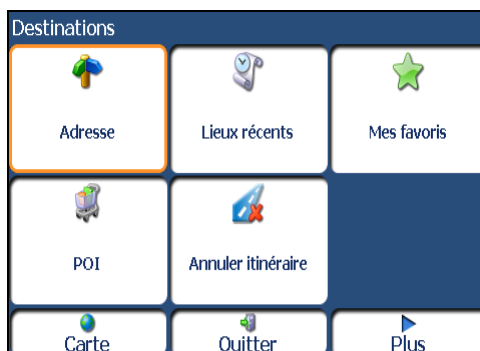 Destinations
Adresse
Lieux récents
Mes favoris
POI
Annuler itinéraire
Carte
Quitter
Plus